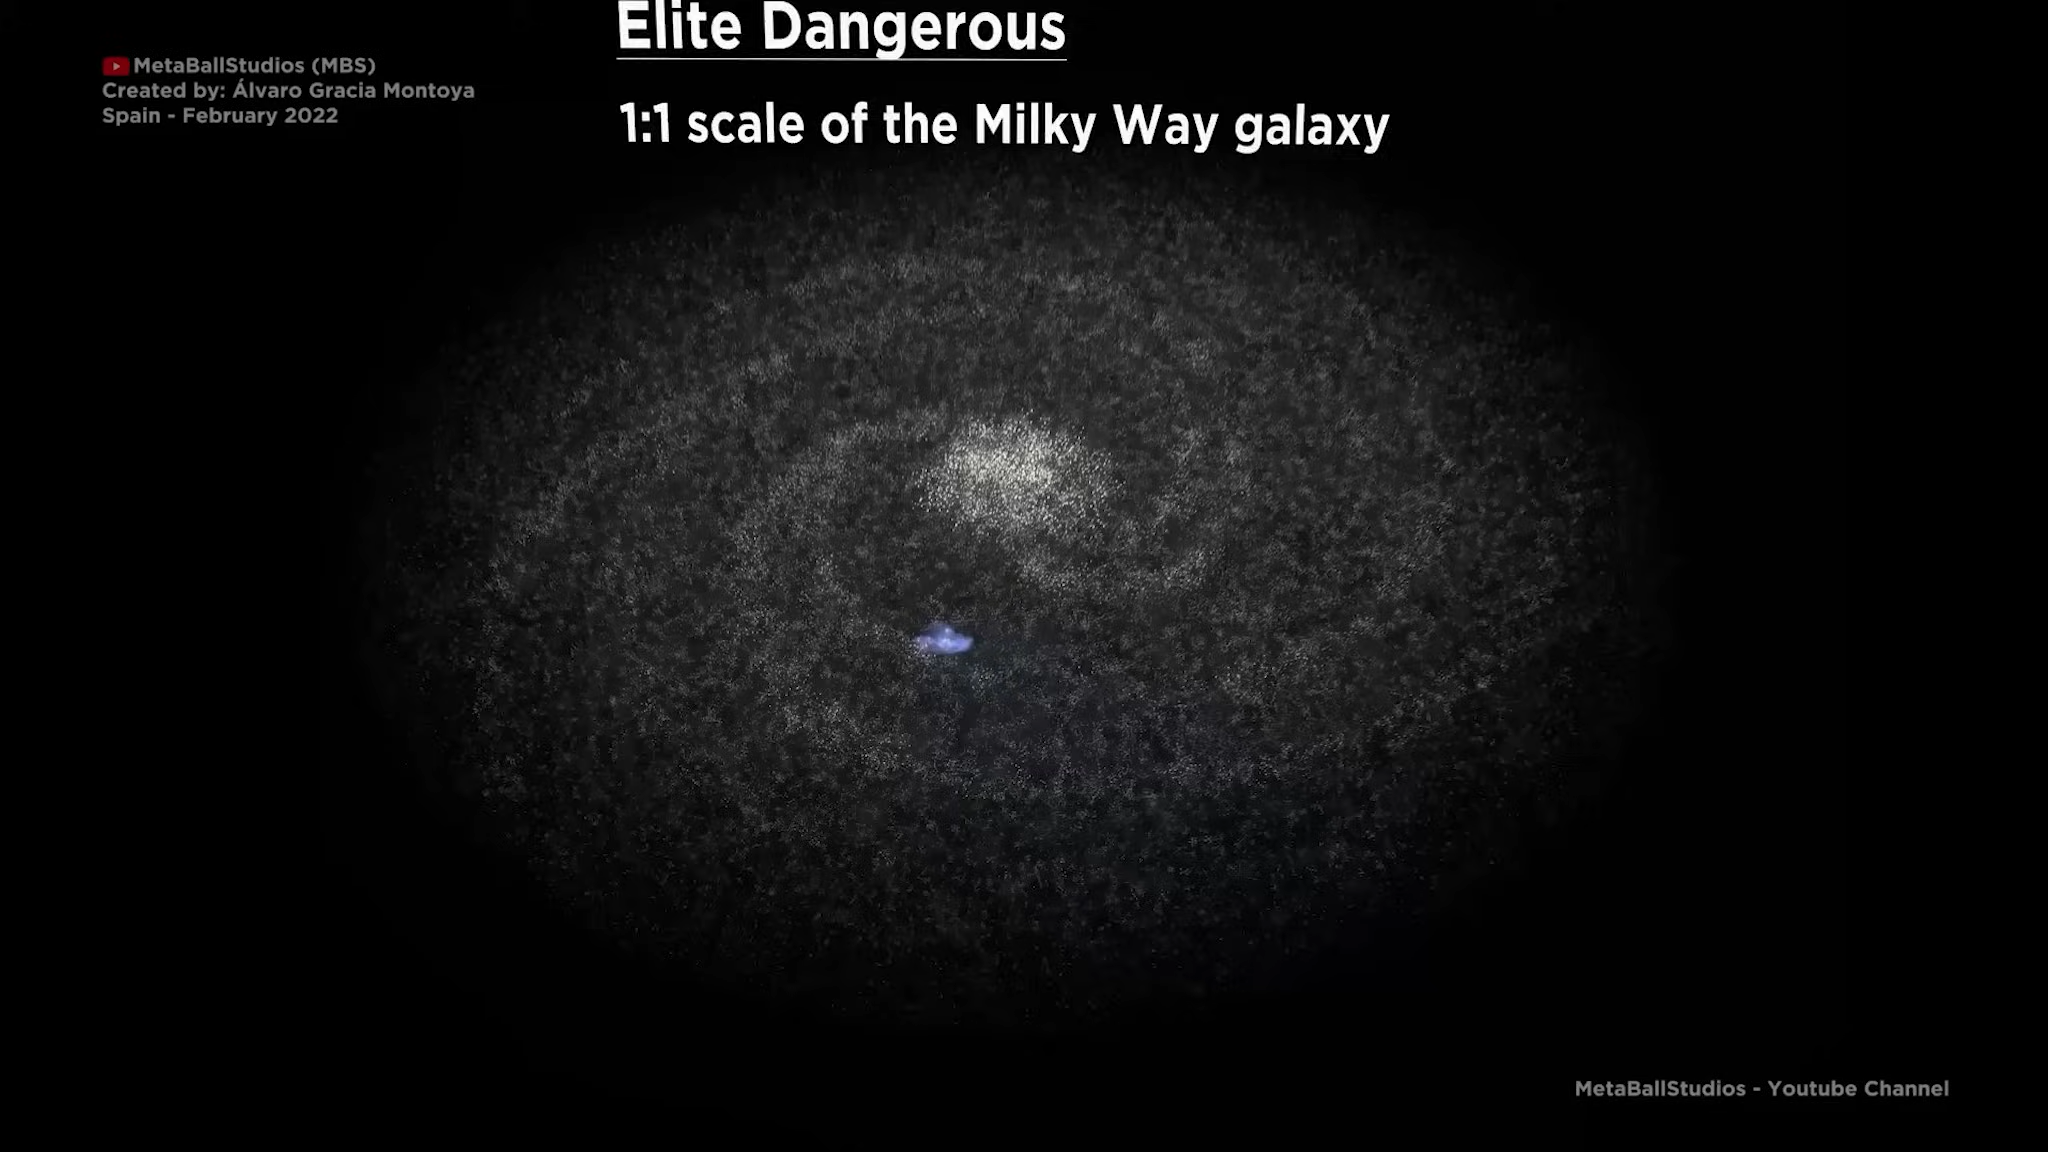 Elite Dangerous
MetaBallStudios (MBS)
Created by: Álvaro Gracia Montoya
Spain - February 2022
1:1 scale of the Milky Way galaxy
MetaBallStudios - Youtube Channel